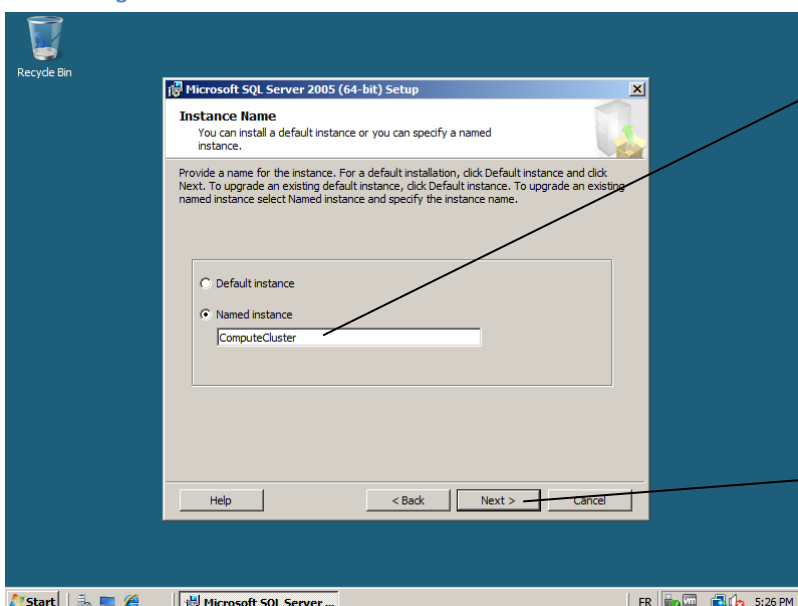 Recycle Bin
Microsoft SQL Server 2005 (64-bit) Setup
Instance Name
You can install a default instance or you can specify a named
instance.
Provide a name for the instance. For a default installation, click Default instance and click
Next. To upgrade an existing default instance, click Default instance. To upgrade an existing
named instance select Named instance and specify the instance name.
Default instance
Named instance
ComputeCluster
Help
< Back
Next >
Cancel
Start
Microsoft SQL Server ...
FR
5:26 PM